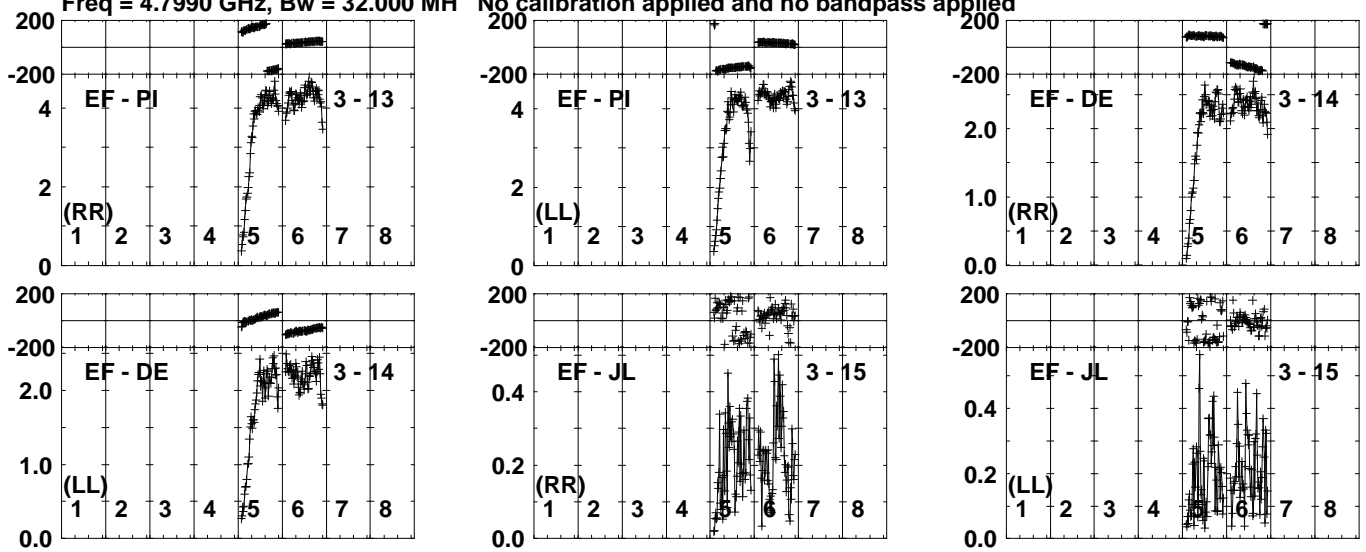 Freq = 4.7990 GHz, Bw = 32.000 MH No calibration applied and no bandpass applied
200
-200
EF - PI 3 - 13
4
2
(RR)
1 2 3 4 5 6 7 8
0
200
-200
EF - PI 3 - 13
4
2
(LL)
1 2 3 4 5 6 7 8
0
200
-200
EF - DE 3 - 14
2.0
1.0
(RR)
1 2 3 4 5 6 7 8
0.0
200
-200
EF - DE 3 - 14
2.0
1.0
(LL)
1 2 3 4 5 6 7 8
0.0
200
-200
EF - JL 3 - 15
0.4
0.2
(RR)
1 2 3 4 5 6 7 8
0.0
200
-200
EF - JL 3 - 15
0.4
0.2
(LL)
1 2 3 4 5 6 7 8
0.0